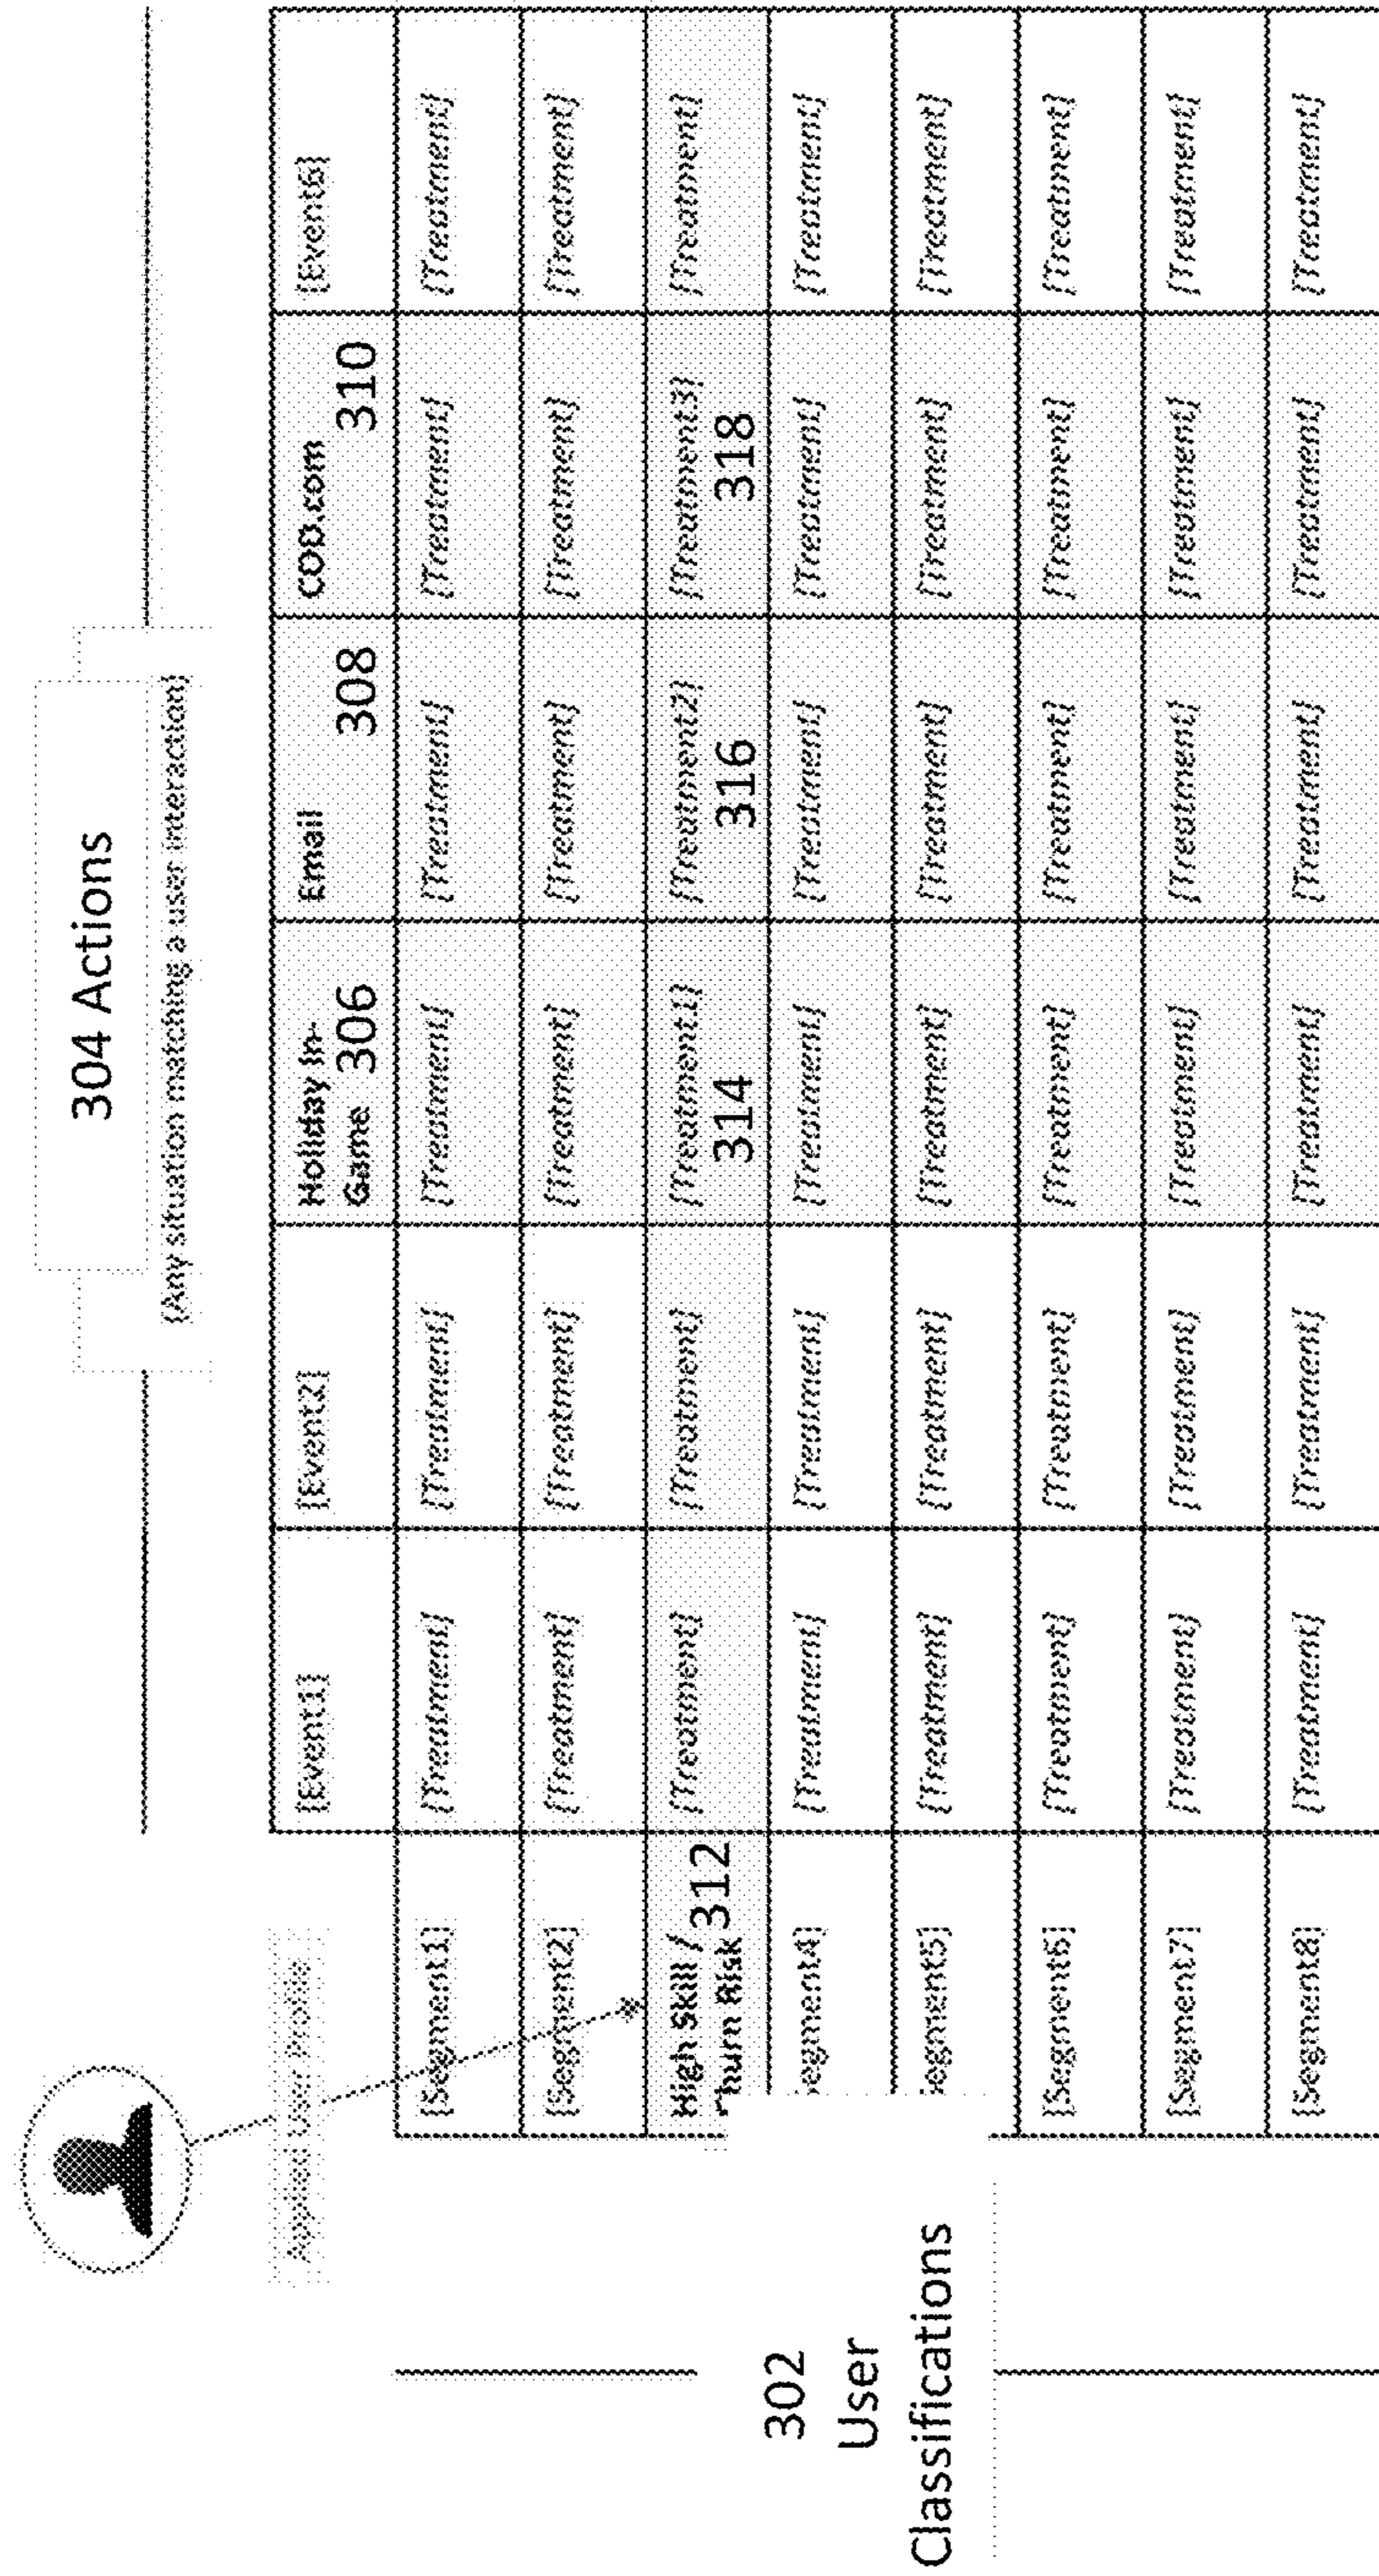 304 Actions
[Any situation matching a user interaction]
Applied User Profile
302
User
Classifications
[Event1] [Event2] Holiday In- Email COD.com [Event6]
Game 306 308 310
[Segment1] [Treatment] [Treatment] [Treatment] [Treatment] [Treatment] [Treatment]
[Segment2] [Treatment] [Treatment] [Treatment] [Treatment] [Treatment] [Treatment]
High Skill / [Treatment] [Treatment] [Treatment1] [Treatment2] [Treatment3] [Treatment]
Churn Risk 312 314 316 318
segment4] [Treatment] [Treatment] [Treatment] [Treatment] [Treatment] [Treatment]
segment5] [Treatment] [Treatment] [Treatment] [Treatment] [Treatment] [Treatment]
[Segment6] [Treatment] [Treatment] [Treatment] [Treatment] [Treatment] [Treatment]
[Segment7] [Treatment] [Treatment] [Treatment] [Treatment] [Treatment] [Treatment]
[Segment8] [Treatment] [Treatment] [Treatment] [Treatment] [Treatment] [Treatment]